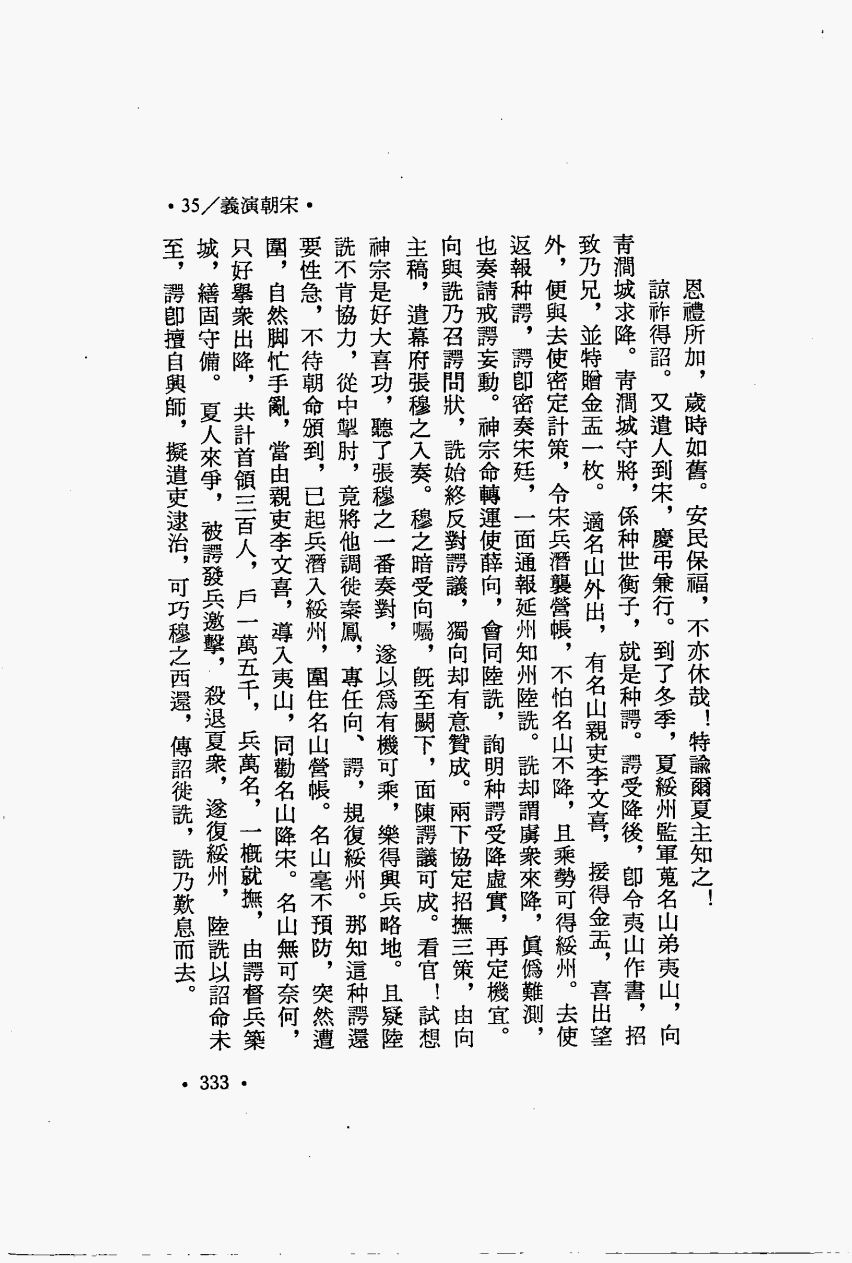 •35／義演朝宋•
恩禮所加，歲時如舊。安民保福，不亦休哉！特諭爾夏主知之！
諒祚得詔。又遣人到宋，慶弔兼行。到了冬季，夏綏州監軍嵬名山弟夷山，向
青澗城求降。青澗城守將，係种世衡子，就是种諤。諤受降後，卽令夷山作書，招
致乃兄，並特贈金盂一枚。適名山外出，有名山親吏李文喜，接得金盂，喜出望
外，便與去使密定計策，令宋兵潛襲營帳，不怕名山不降，且乘勢可得綏州。去使
返報种諤，諤卽密奏宋廷，一面通報延州知州陸詵。詵却謂虜衆來降，眞僞難測，
也奏請戒諤妄動。神宗命轉運使薛向，會同陸詵，詢明种諤受降虛實，再定機宜。
向與詵乃召諤問狀，詵始終反對諤議，獨向却有意贊成。兩下協定招撫三策，由向
主稿，遣幕府張穆之入奏。穆之暗受向囑，旣至闕下，面陳諤議可成。看官！試想
神宗是好大喜功，聽了張穆之一番奏對，遂以爲有機可乘，樂得興兵略地。且疑陸
詵不肯協力，從中掣肘，竟將他調徙秦鳳，專任向、諤，規復綏州。那知這种諤還
要性急，不待朝命頒到，已起兵潛入綏州，圍住名山營帳。名山毫不預防，突然遭
圍，自然脚忙手亂，當由親吏李文喜，導入夷山，同勸名山降宋。名山無可奈何，
只好舉衆出降，共計首領三百人，戶一萬五千，兵萬名，一概就撫，由諤督兵築
城，繕固守備。夏人來爭，被諤發兵邀擊，殺退夏衆，遂復綏州，陸詵以詔命未
至，諤卽擅自興師，擬遣吏逮治，可巧穆之西還，傳詔徙詵，詵乃歎息而去。
•333•